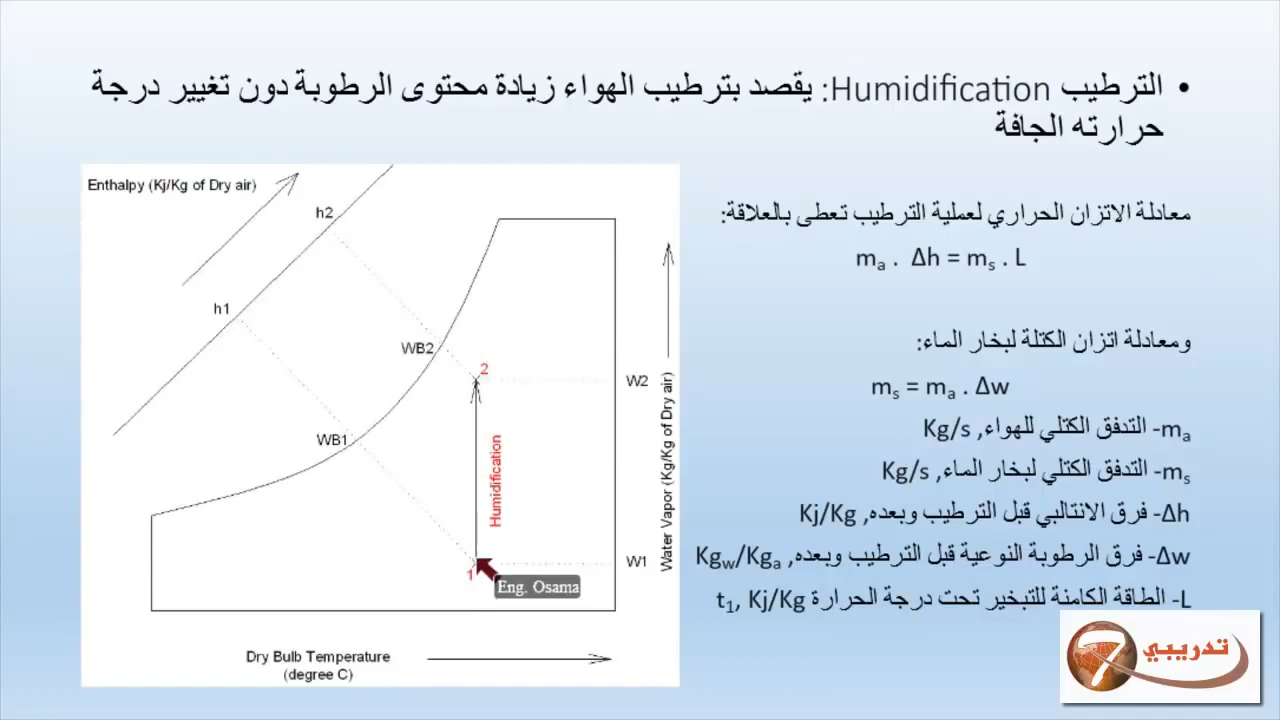 • الترطيب Humidification: يقصد بترطيب الهواء زيادة محتوى الرطوبة دون تغيير درجة
حرارته الجافة
معادلة الاتزان الحراري لعملية الترطيب تعطى بالعلاقة:
mₐ . Δh = mₛ . L
ومعادلة اتزان الكتلة لبخار الماء:
mₛ = mₐ . Δw
mₐ- التدفق الكتلي للهواء, Kg/s
mₛ- التدفق الكتلي لبخار الماء, Kg/s
Δh- فرق الانتالبي قبل الترطيب وبعده, Kj/Kg
Δw- فرق الرطوبة النوعية قبل الترطيب وبعده, Kgw/Kgₐ
L- الطاقة الكامنة للتبخير تحت درجة الحرارة t₁, Kj/Kg
Enthalpy (Kj/Kg of Dry air)
h2
h1
WB2
2
W2
WB1
Humidification
Water Vapor (Kg/Kg of Dry air)
W1
1
Eng. Osama
Dry Bulb Temperature
(degree C)
7
تدريبي